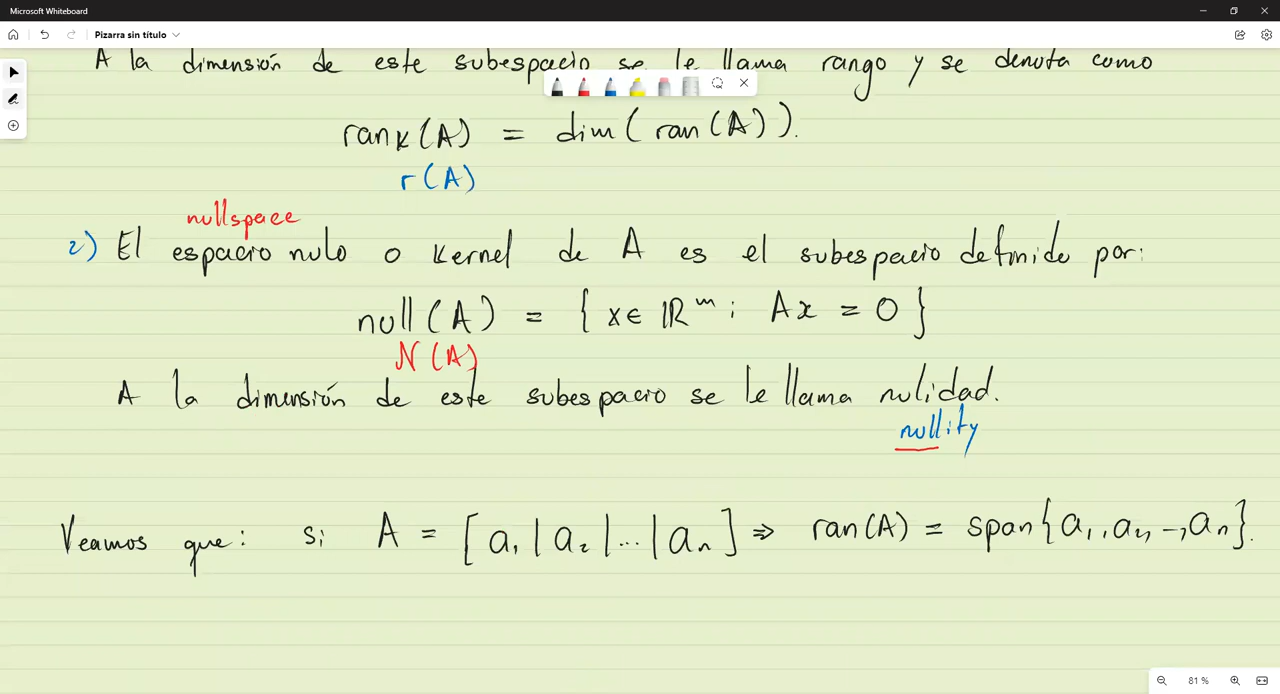 Microsoft Whiteboard
Pizarra sin título
A la dimensión de este subespacio se le llama rango y se denota como
rank(A) = dim(ran(A)).
r(A)
nullspace
2) El espacio nulo o kernel de A es el subespacio definido por:
null(A) = {x∈ℝᵐ: Ax = 0}
N(A)
A la dimensión de este subespacio se le llama nulidad.
nullity
Veamos que: si A = [a₁ | a₂ | ... | aₙ] ⇒ ran(A) = span{a₁, a₂, --, aₙ}.
81 %